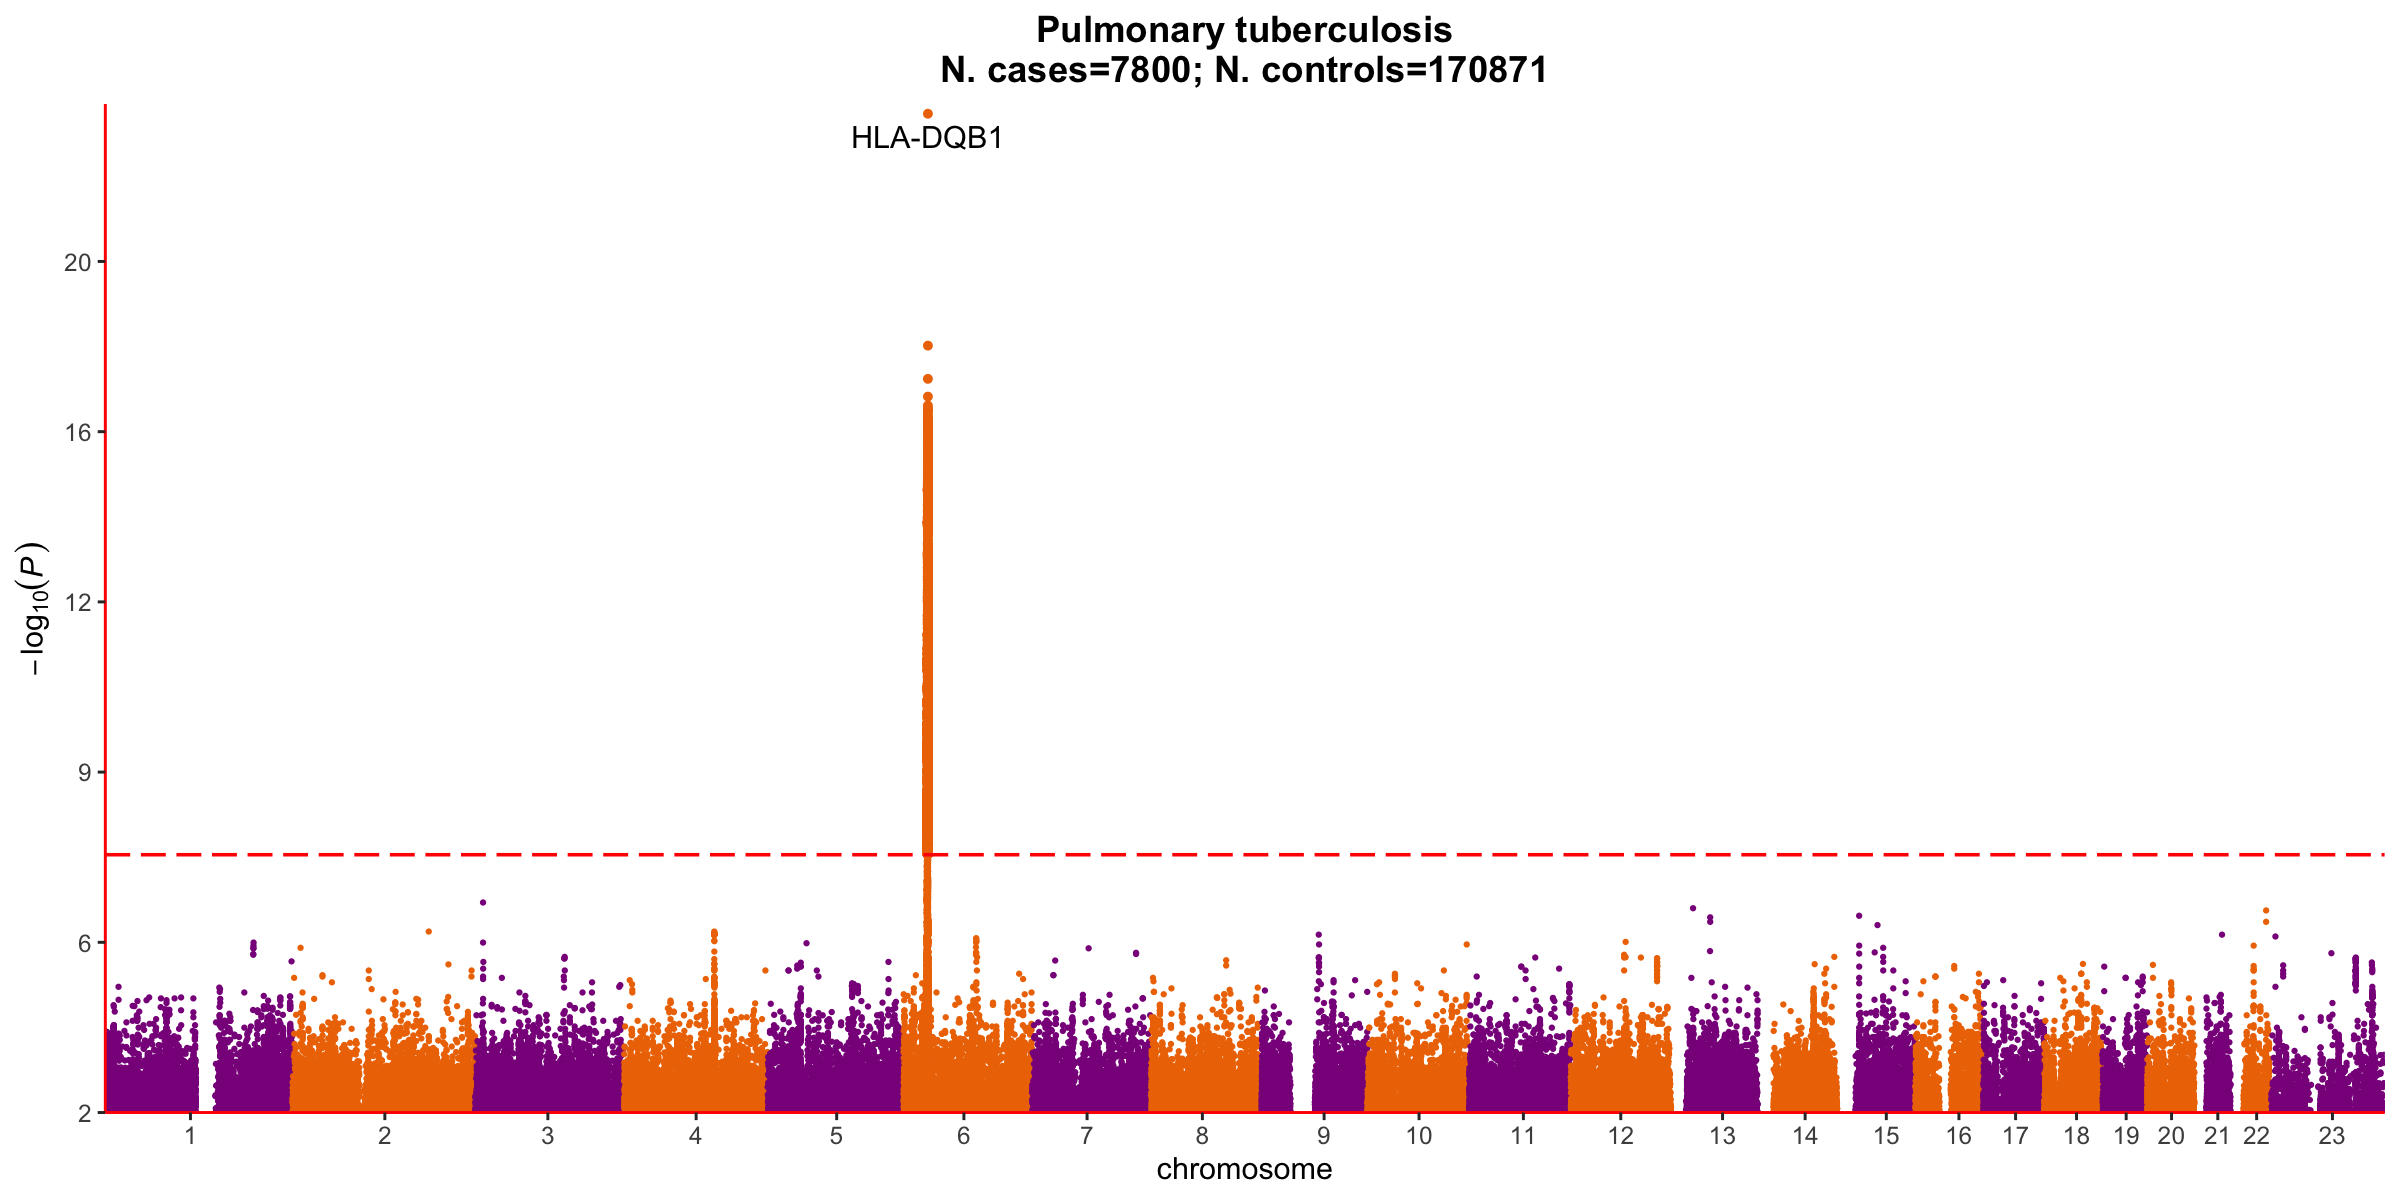 Pulmonary tuberculosis
N. cases=7800; N. controls=170871
HLA-DQB1
20
16
12
9
6
2
−log10(P)
1 2 3 4 5 6 7 8 9 10 11 12 13 14 15 16 17 18 19 20 21 22 23
chromosome